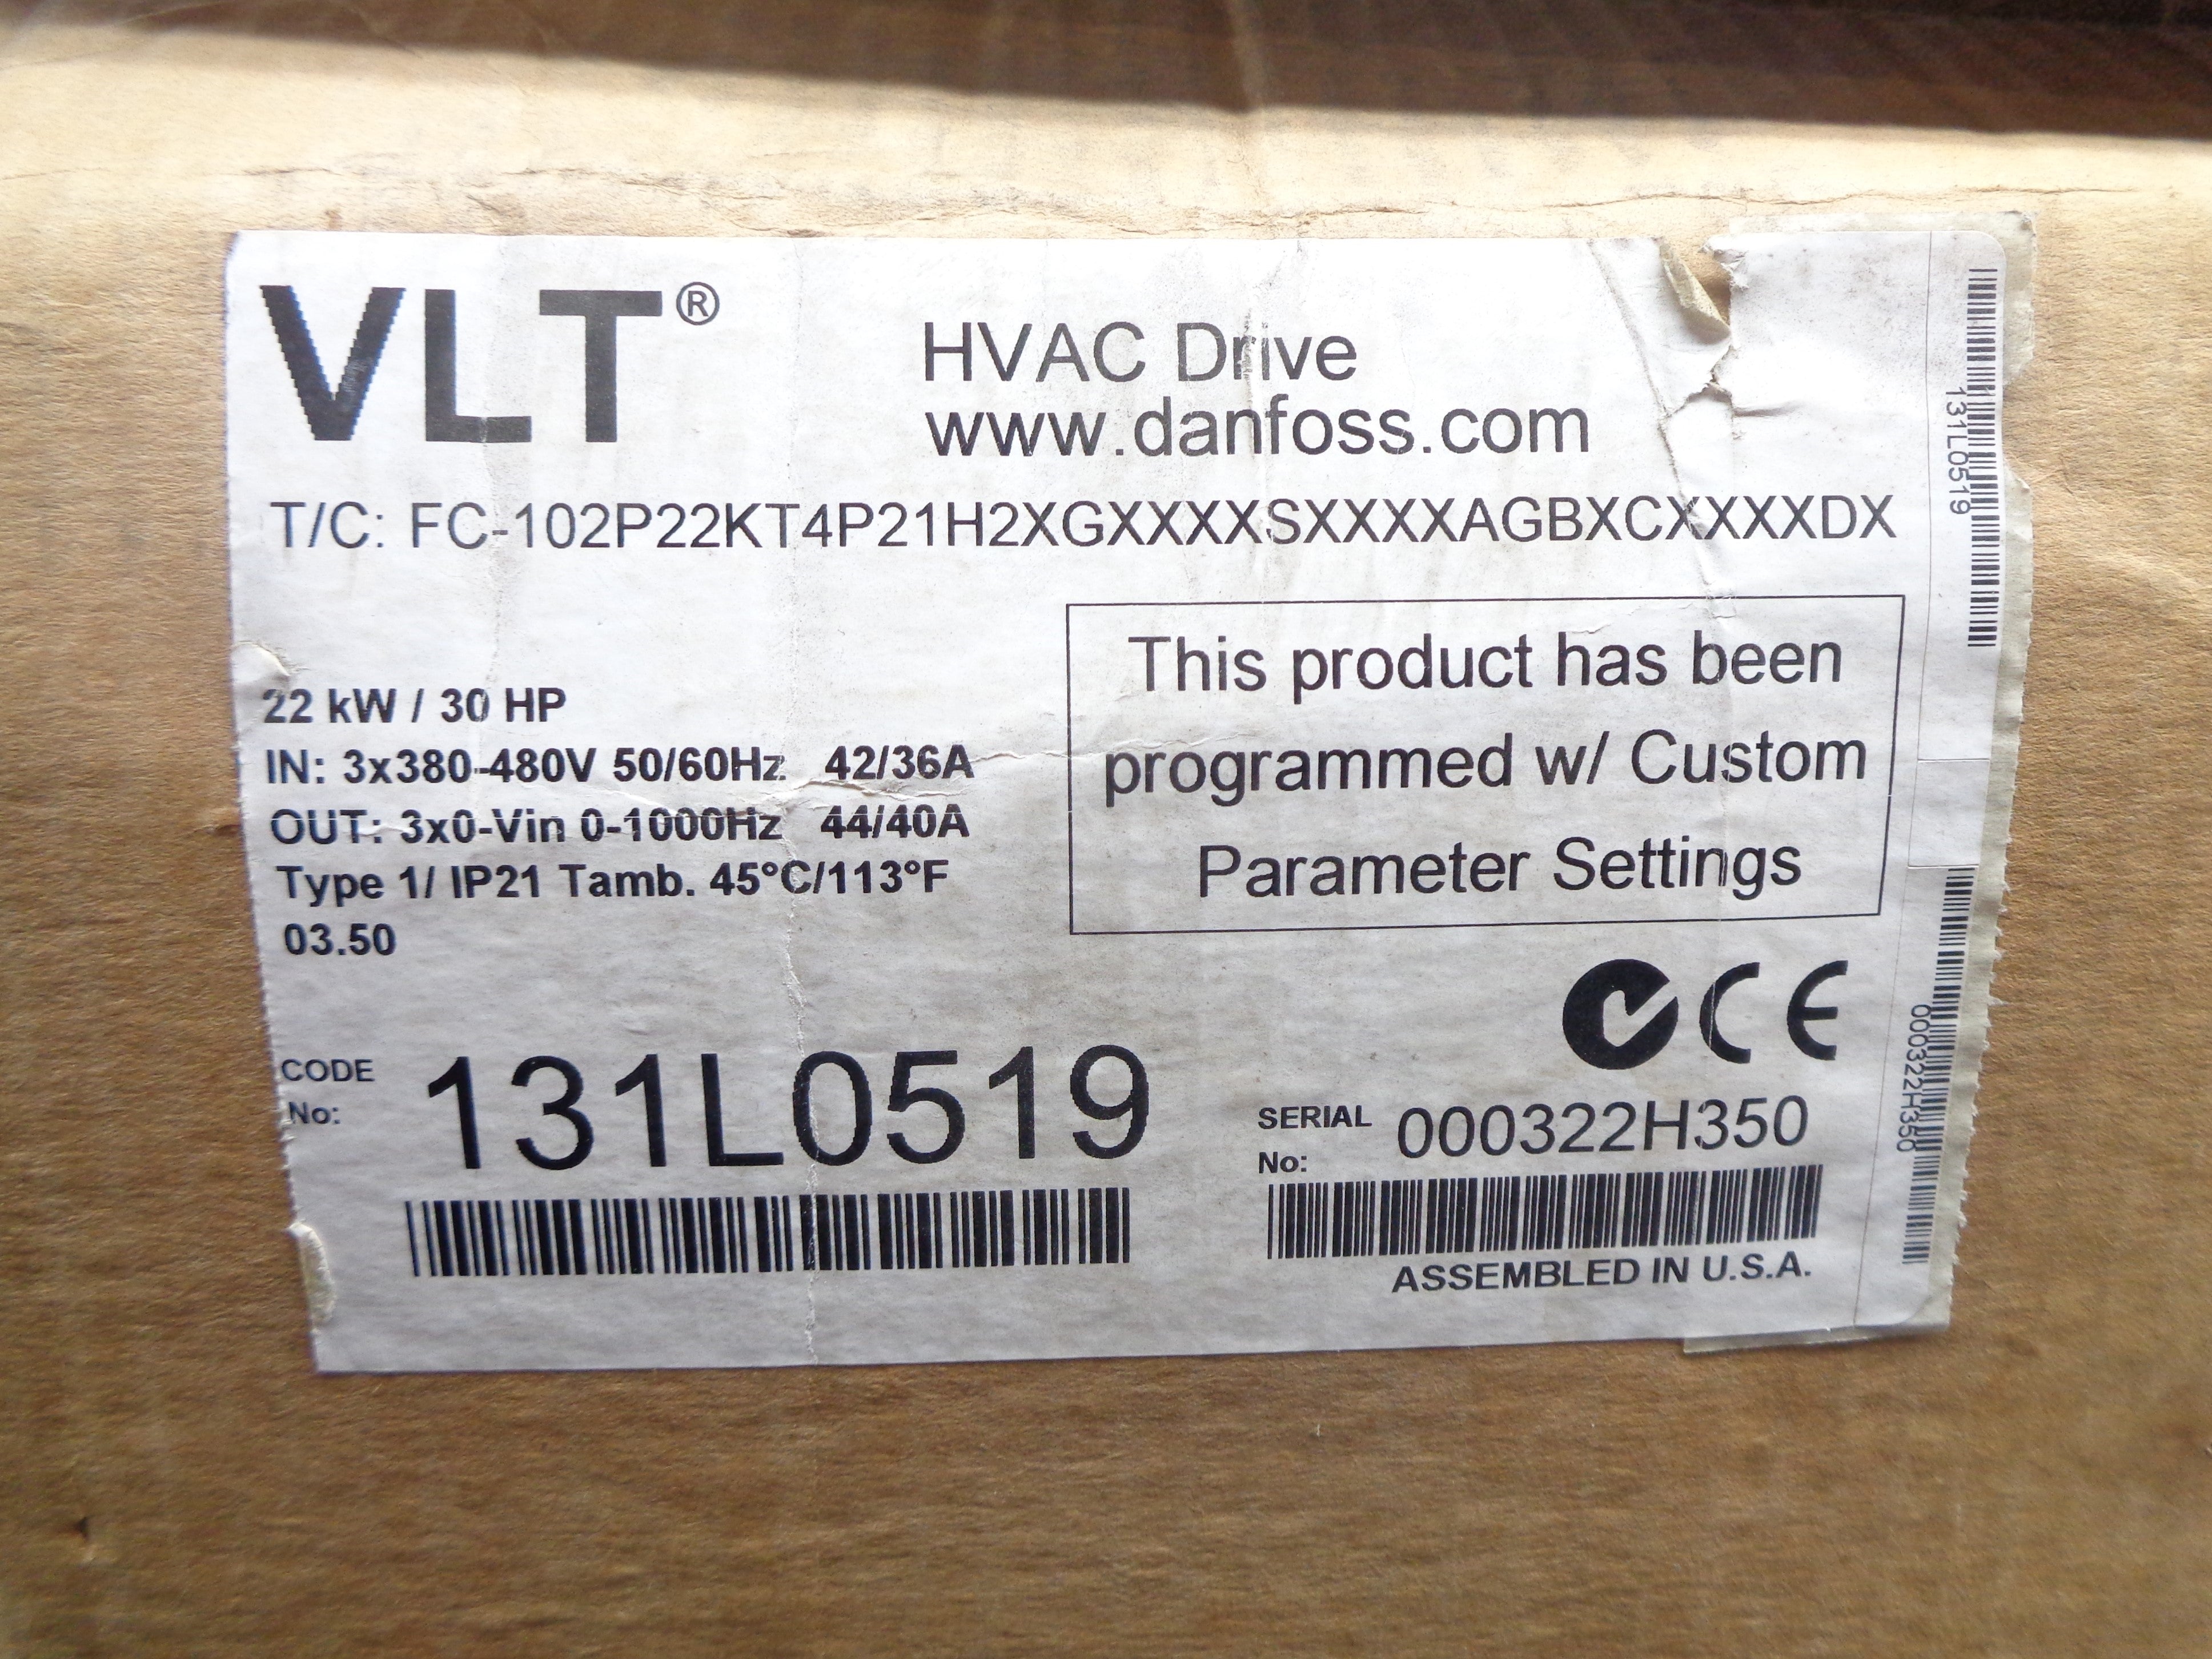 VLT®
HVAC Drive
www.danfoss.com
T/C: FC-102P22KT4P21H2XGXXXXSXXXXAGBXCXXXXDX
22 kW / 30 HP
IN: 3x380-480V 50/60Hz 42/36A
OUT: 3x0-Vin 0-1000Hz 44/40A
Type 1/ IP21 Tamb. 45°C/113°F
03.50
This product has been
programmed w/ Custom
Parameter Settings
CE
CODE
No:
131L0519
SERIAL
No:
000322H350
ASSEMBLED IN U.S.A.
131L0519
000322H350